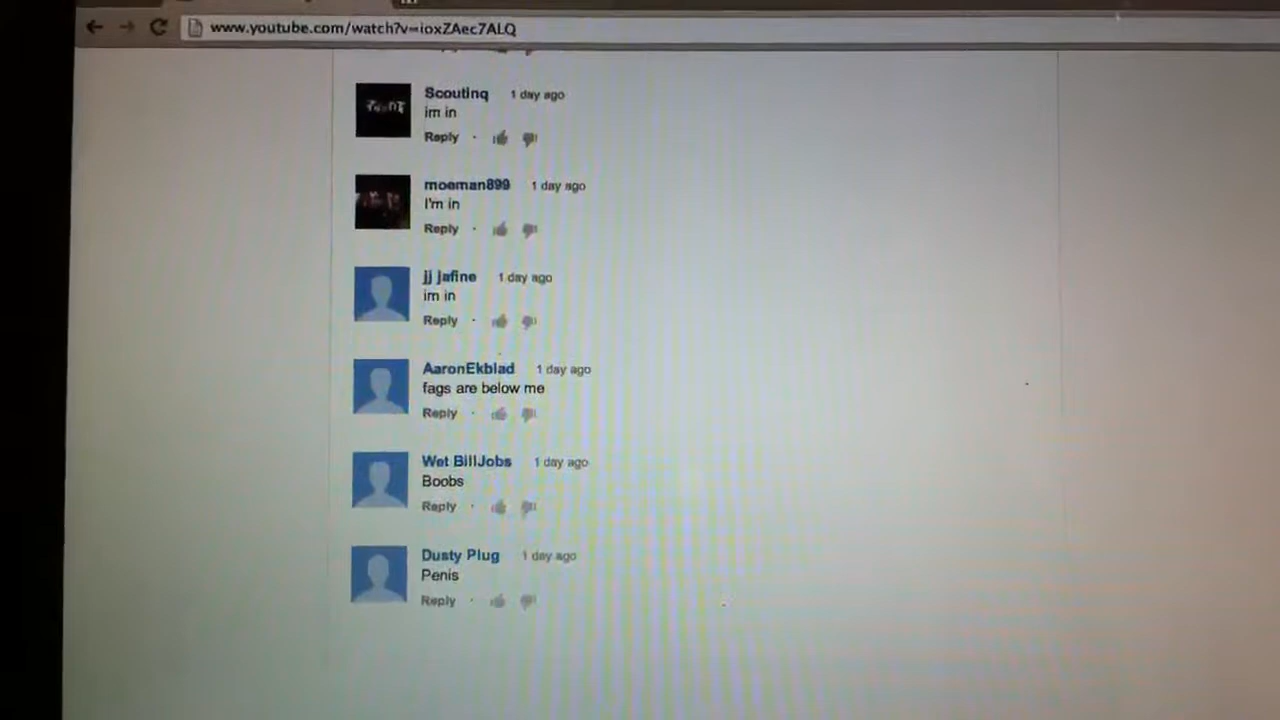 www.youtube.com/watch?v=ioxZAec7ALQ
Scoutinq 1 day ago
im in
Reply ·
moeman899 1 day ago
I'm in
Reply ·
jj jafine 1 day ago
im in
Reply ·
AaronEkblad 1 day ago
fags are below me
Reply ·
Wet BillJobs 1 day ago
Boobs
Reply ·
Dusty Plug 1 day ago
Penis
Reply ·